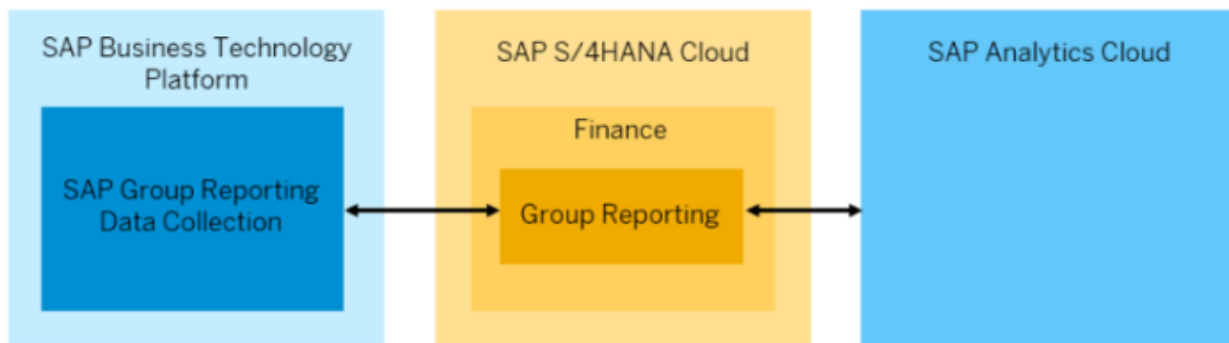 SAP Business Technology
Platform
SAP Group Reporting
Data Collection
SAP S/4HANA Cloud
Finance
Group Reporting
SAP Analytics Cloud